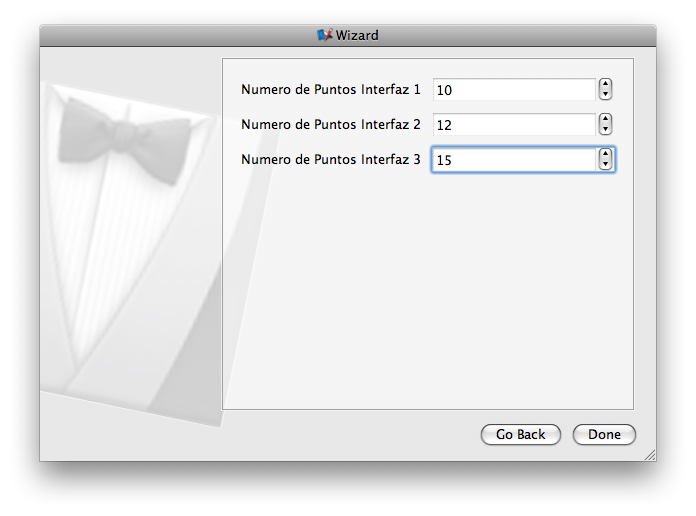 Wizard
Numero de Puntos Interfaz 1 10
Numero de Puntos Interfaz 2 12
Numero de Puntos Interfaz 3 15
Go Back Done